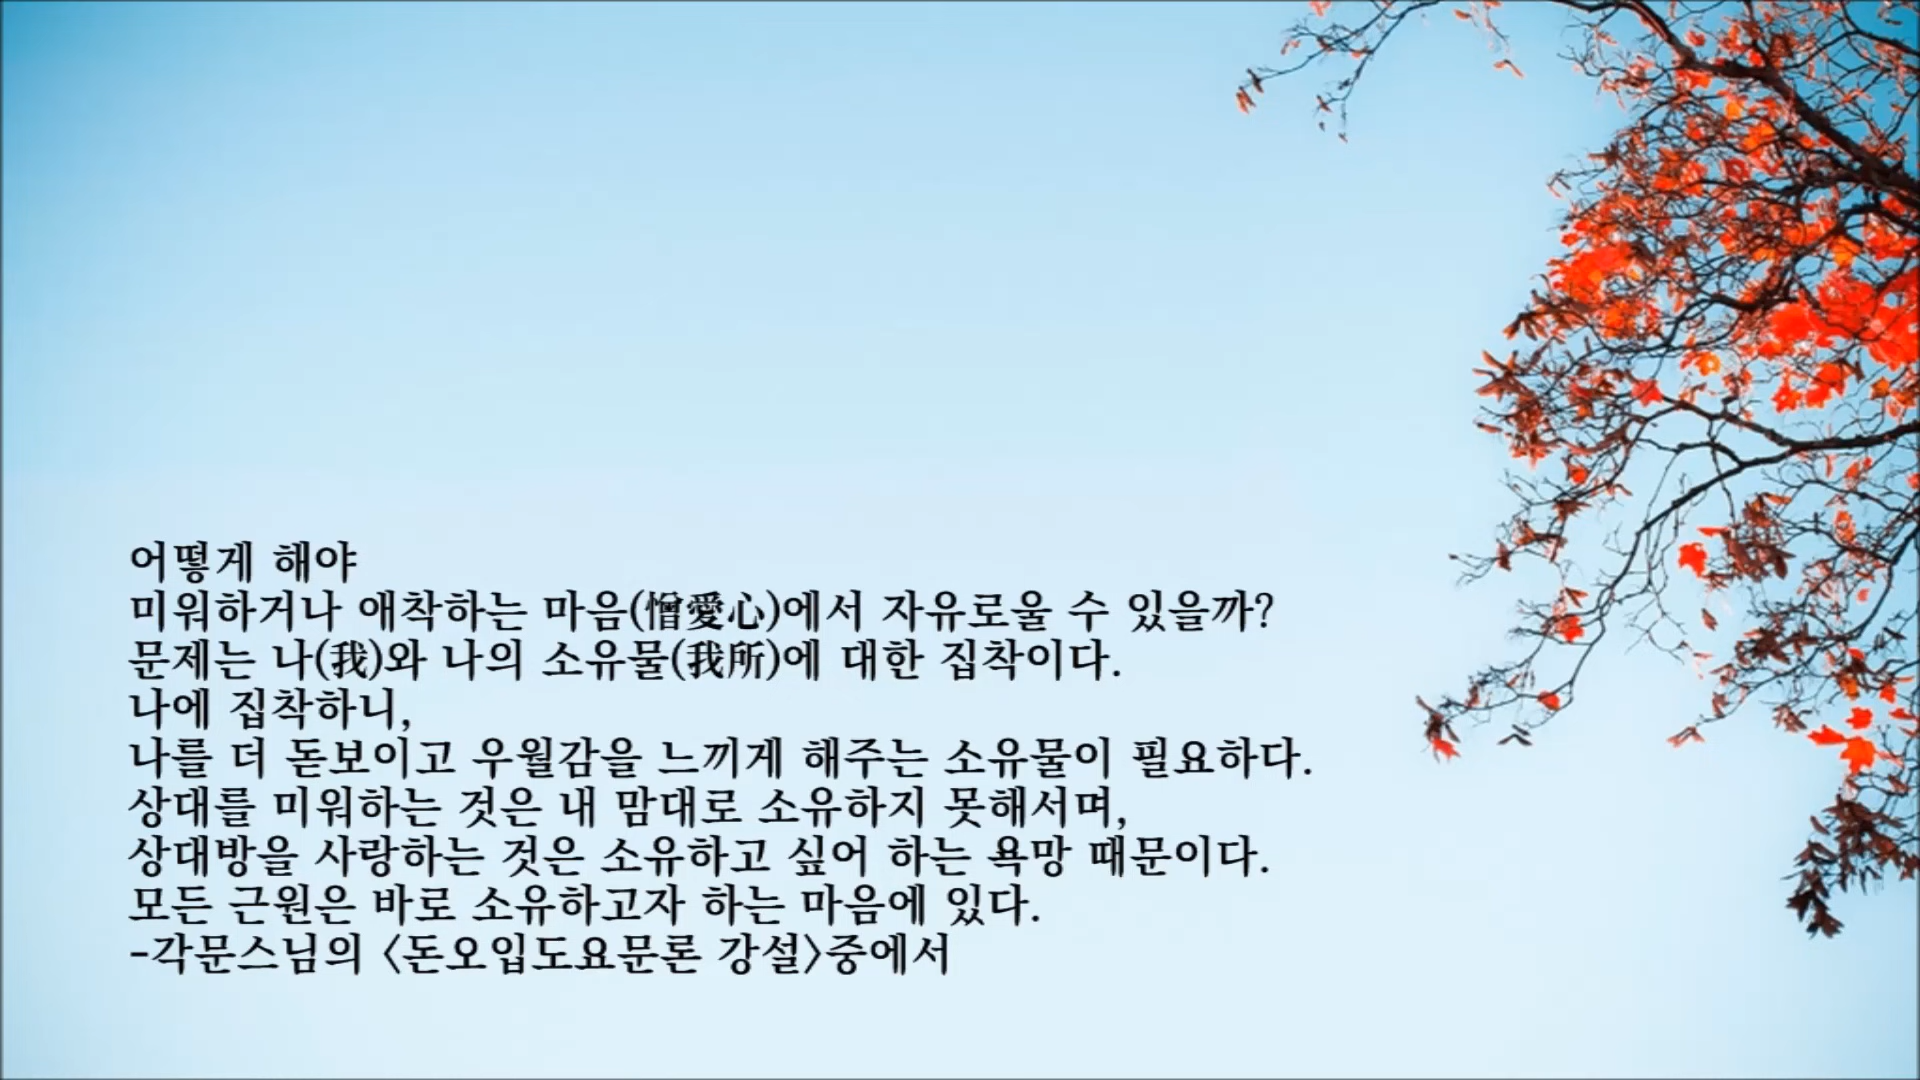 어떻게 해야
미워하거나 애착하는 마음(憎愛心)에서 자유로울 수 있을까?
문제는 나(我)와 나의 소유물(我所)에 대한 집착이다.
나에 집착하니,
나를 더 돋보이고 우월감을 느끼게 해주는 소유물이 필요하다.
상대를 미워하는 것은 내 맘대로 소유하지 못해서며,
상대방을 사랑하는 것은 소유하고 싶어 하는 욕망 때문이다.
모든 근원은 바로 소유하고자 하는 마음에 있다.
-각문스님의 〈돈오입도요문론 강설〉중에서